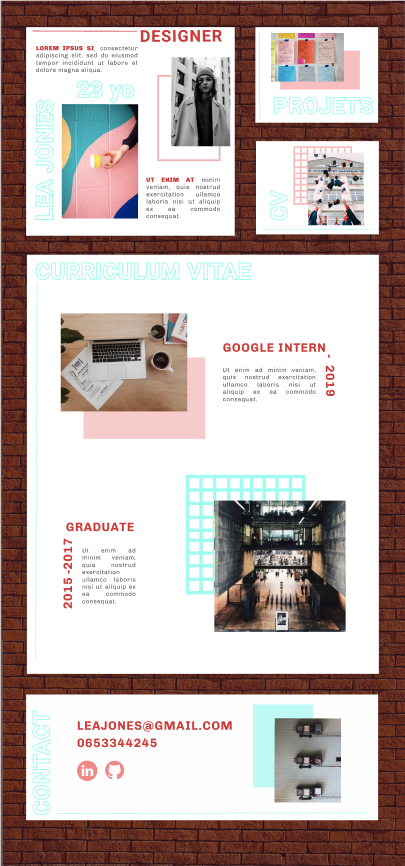 DESIGNER
LOREM IPSUS SI, consectetur
adipiscing elit, sed do eiusmod
tempor incididunt ut labore et
dolore magna aliqua.
23 yo
LEA JONES
UT ENIM AT minim
veniam, quis nostrud
exercitation ullamco
laboris nisi ut aliquip
ex ea commodo
consequat.
PROJETS
CV
CURRICULUM VITAE
GOOGLE INTERN
- 2019
Ut enim ad minim veniam,
quis nostrud exercitation
ullamco laboris nisi ut
aliquip ex ea commodo
consequat.
GRADUATE
2015 -2017
Ut enim ad
minim veniam,
quis nostrud
exercitation
ullamco laboris
nisi ut aliquip ex
ea commodo
consequat.
CONTACT
LEAJONES@GMAIL.COM
0653344245
in